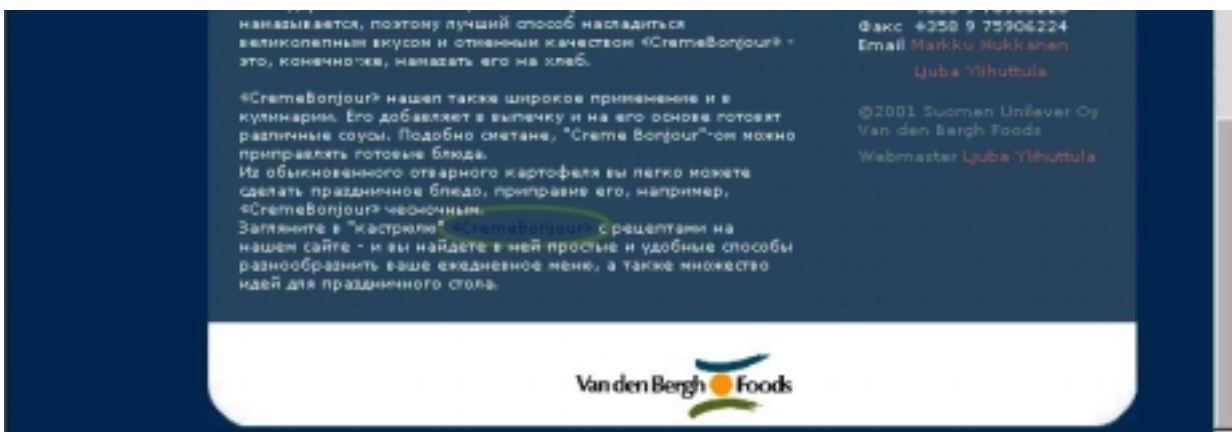 намазывается, поэтому лучший способ насладиться
великолепным вкусом и отменным качеством «CremeBonjour» -
это, конечно-же, намазать его на хлеб.
«CremeBonjour» нашел также широкое применение и в
кулинарии. Его добавляют в выпечку и на его основе готовят
различные соусы. Подобно сметане, "Creme Bonjour"-ом можно
приправлять готовые блюда.
Из обыкновенного отварного картофеля вы легко можете
сделать праздничное блюдо, приправив его, например,
«CremeBonjour» чесночным.
Загляните в "кастрюлю" «CremeBonjour» с рецептами на
нашем сайте - и вы найдете в ней простые и удобные способы
разнообразнить ваше ежедневное меню, а также множество
идей для праздничного стола.
Факс +358 9 75906224
Email Markku Hukkanen
Ljuba Ylihuttula
©2001 Suomen Unilever Oy
Van den Bergh Foods
Webmaster Ljuba Ylihuttula
Van den Bergh Foods